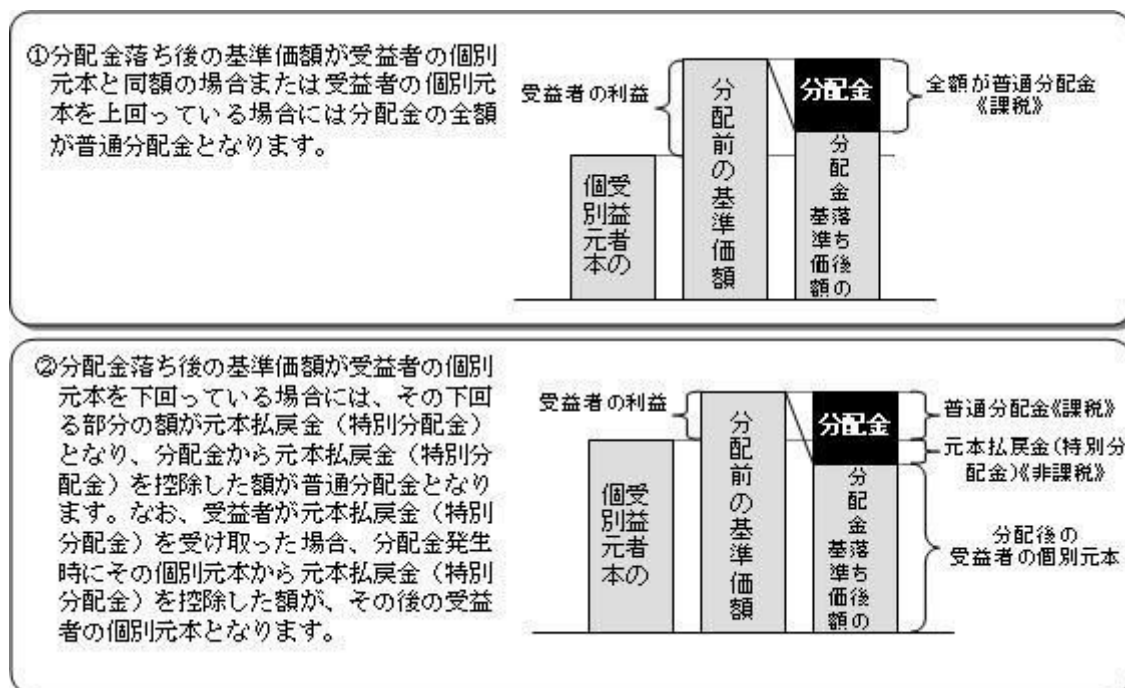 ①分配金落ち後の基準価額が受益者の個別
元本と同額の場合または受益者の個別元
本を上回っている場合には分配金の全額
が普通分配金となります。
受益者の利益
受益者の
個別元本
分配前の基準価額
分配金
分配金落ち後の
基準価額
全額が普通分配金
《課税》
②分配金落ち後の基準価額が受益者の個別
元本を下回っている場合には、その下回
る部分の額が元本払戻金（特別分配金）
となり、分配金から元本払戻金（特別分
配金）を控除した額が普通分配金となり
ます。なお、受益者が元本払戻金（特別
分配金）を受け取った場合、分配金発生
時にその個別元本から元本払戻金（特別
分配金）を控除した額が、その後の受益
者の個別元本となります。
受益者の利益
受益者の
個別元本
分配前の基準価額
分配金
分配金落ち後の
基準価額
普通分配金《課税》
元本払戻金(特別分
配金)《非課税》
分配後の
受益者の個別元本